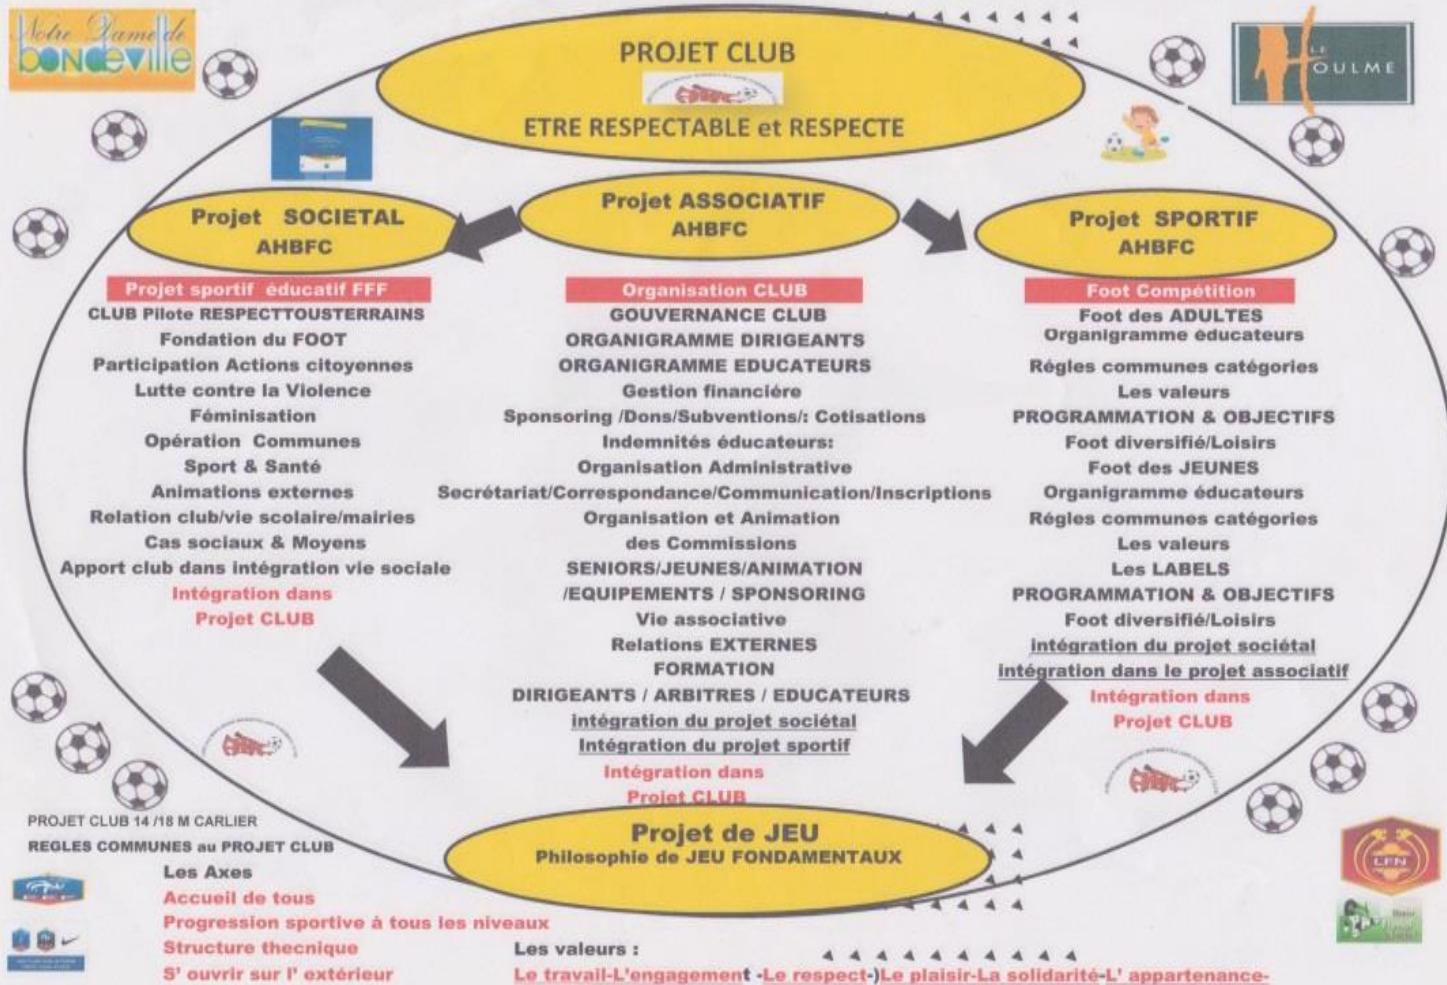 Notre Dame de
bondeville
LE
HOULME
PROJET CLUB
ETRE RESPECTABLE et RESPECTE
Projet SOCIETAL
AHBFC
Projet sportif éducatif FFF
CLUB Pilote RESPECTTOUSTERRAINS
Fondation du FOOT
Participation Actions citoyennes
Lutte contre la Violence
Féminisation
Opération Communes
Sport & Santé
Animations externes
Relation club/vie scolaire/mairies
Cas sociaux & Moyens
Apport club dans intégration vie sociale
Intégration dans
Projet CLUB
Projet ASSOCIATIF
AHBFC
Organisation CLUB
GOUVERNANCE CLUB
ORGANIGRAMME DIRIGEANTS
ORGANIGRAMME EDUCATEURS
Gestion financiére
Sponsoring /Dons/Subventions/: Cotisations
Indemnités éducateurs:
Organisation Administrative
Secrétariat/Correspondance/Communication/Inscriptions
Organisation et Animation
des Commissions
SENIORS/JEUNES/ANIMATION
/EQUIPEMENTS / SPONSORING
Vie associative
Relations EXTERNES
FORMATION
DIRIGEANTS / ARBITRES / EDUCATEURS
intégration du projet sociétal
Intégration du projet sportif
Intégration dans
Projet CLUB
Projet SPORTIF
AHBFC
Foot Compétition
Foot des ADULTES
Organigramme éducateurs
Régles communes catégories
Les valeurs
PROGRAMMATION & OBJECTIFS
Foot diversifié/Loisirs
Foot des JEUNES
Organigramme éducateurs
Régles communes catégories
Les valeurs
Les LABELS
PROGRAMMATION & OBJECTIFS
Foot diversifié/Loisirs
intégration du projet sociétal
intégration dans le projet associatif
Intégration dans
Projet CLUB
Projet de JEU
Philosophie de JEU FONDAMENTAUX
PROJET CLUB 14 /18 M CARLIER
REGLES COMMUNES au PROJET CLUB
Les Axes
Accueil de tous
Progression sportive à tous les niveaux
Structure thecnique
S' ouvrir sur l' extérieur
Les valeurs :
Le travail-L'engagement -Le respect-)Le plaisir-La solidarité-L' appartenance-
LFN